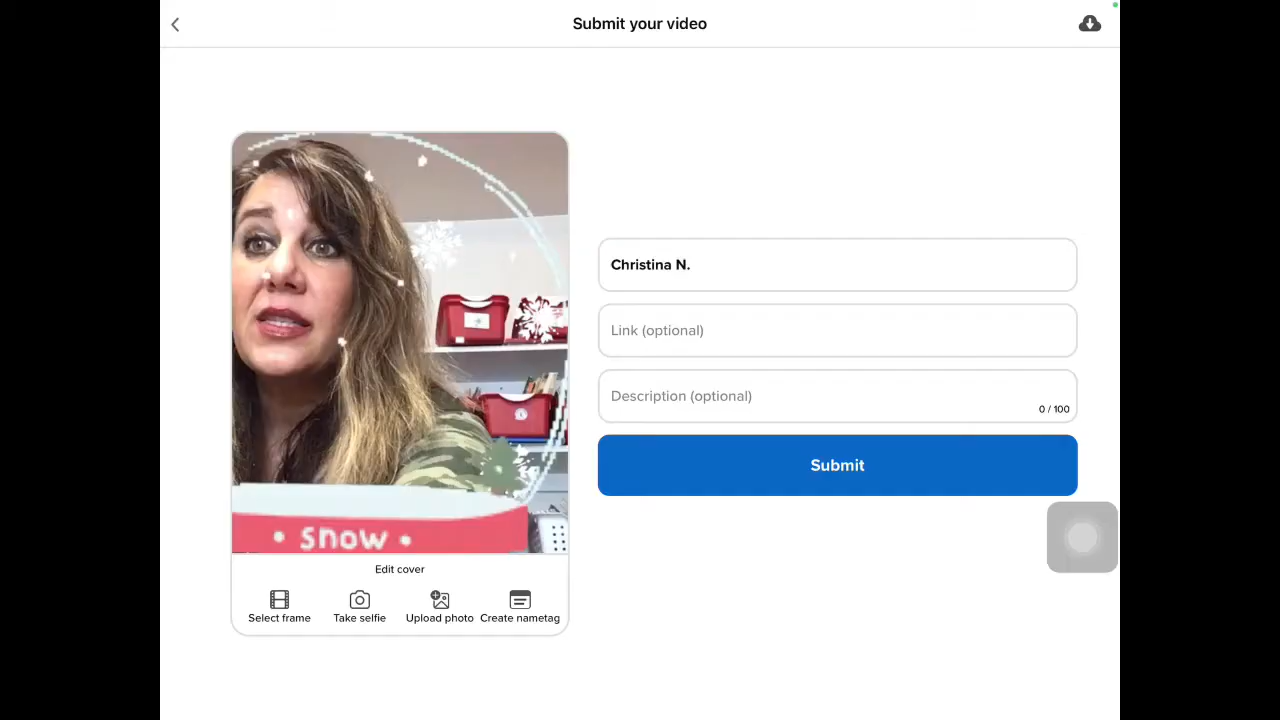 Submit your video
Christina N.
Link (optional)
Description (optional)
0 / 100
Submit
• snow •
Edit cover
Select frame
Take selfie
Upload photo
Create nametag